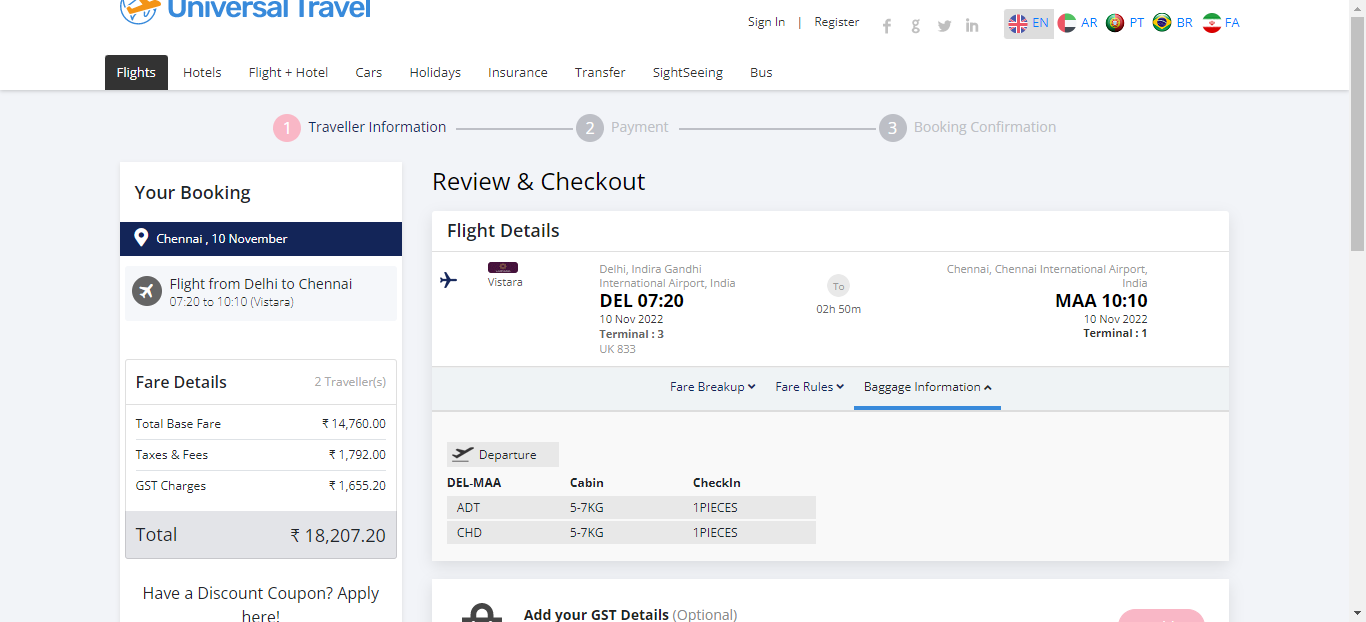 Universal Travel
Sign In | Register
EN AR PT BR FA
Flights Hotels Flight + Hotel Cars Holidays Insurance Transfer SightSeeing Bus
1 Traveller Information 2 Payment 3 Booking Confirmation
Your Booking
Chennai , 10 November
Flight from Delhi to Chennai
07:20 to 10:10 (Vistara)
Fare Details 2 Traveller(s)
Total Base Fare ₹ 14,760.00
Taxes & Fees ₹ 1,792.00
GST Charges ₹ 1,655.20
Total ₹ 18,207.20
Have a Discount Coupon? Apply
here!
Review & Checkout
Flight Details
Vistara
Delhi, Indira Gandhi
International Airport, India
DEL 07:20
10 Nov 2022
Terminal : 3
UK 833
To
02h 50m
Chennai, Chennai International Airport,
India
MAA 10:10
10 Nov 2022
Terminal : 1
Fare Breakup Fare Rules Baggage Information
Departure
DEL-MAA Cabin CheckIn
ADT 5-7KG 1PIECES
CHD 5-7KG 1PIECES
Add your GST Details (Optional)